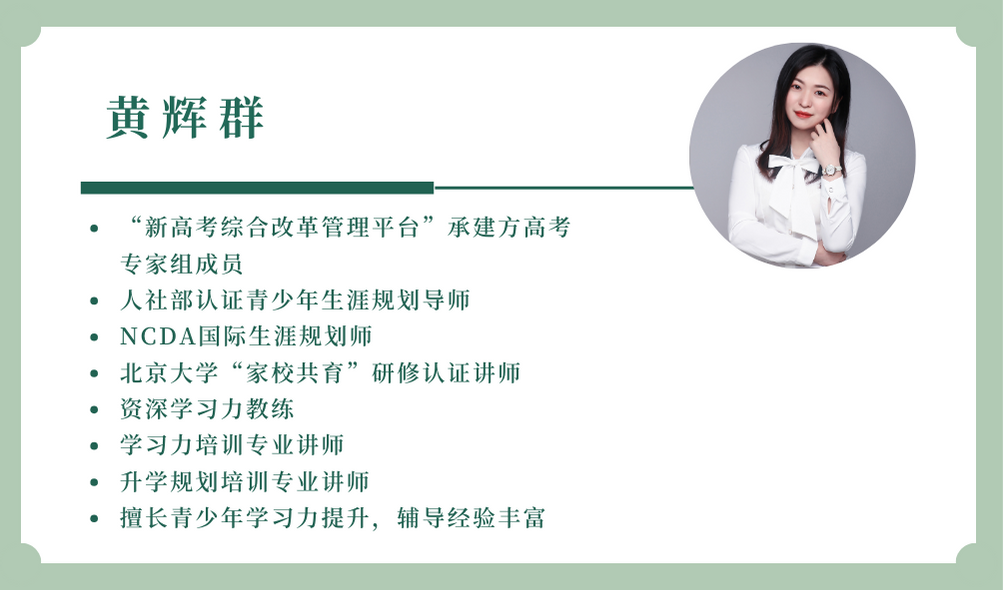 黄辉群
“新高考综合改革管理平台”承建方高考
专家组成员
人社部认证青少年生涯规划导师
NCDA国际生涯规划师
北京大学“家校共育”研修认证讲师
资深学习力教练
学习力培训专业讲师
升学规划培训专业讲师
擅长青少年学习力提升，辅导经验丰富